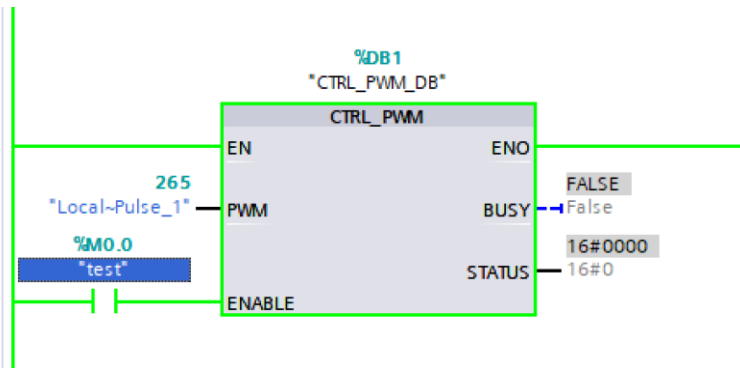 %DB1
"CTRL_PWM_DB"
CTRL_PWM
EN ENO
265
"Local~Pulse_1" PWM
BUSY
FALSE
False
%M0.0
"test"
ENABLE
STATUS
16#0000
16#0